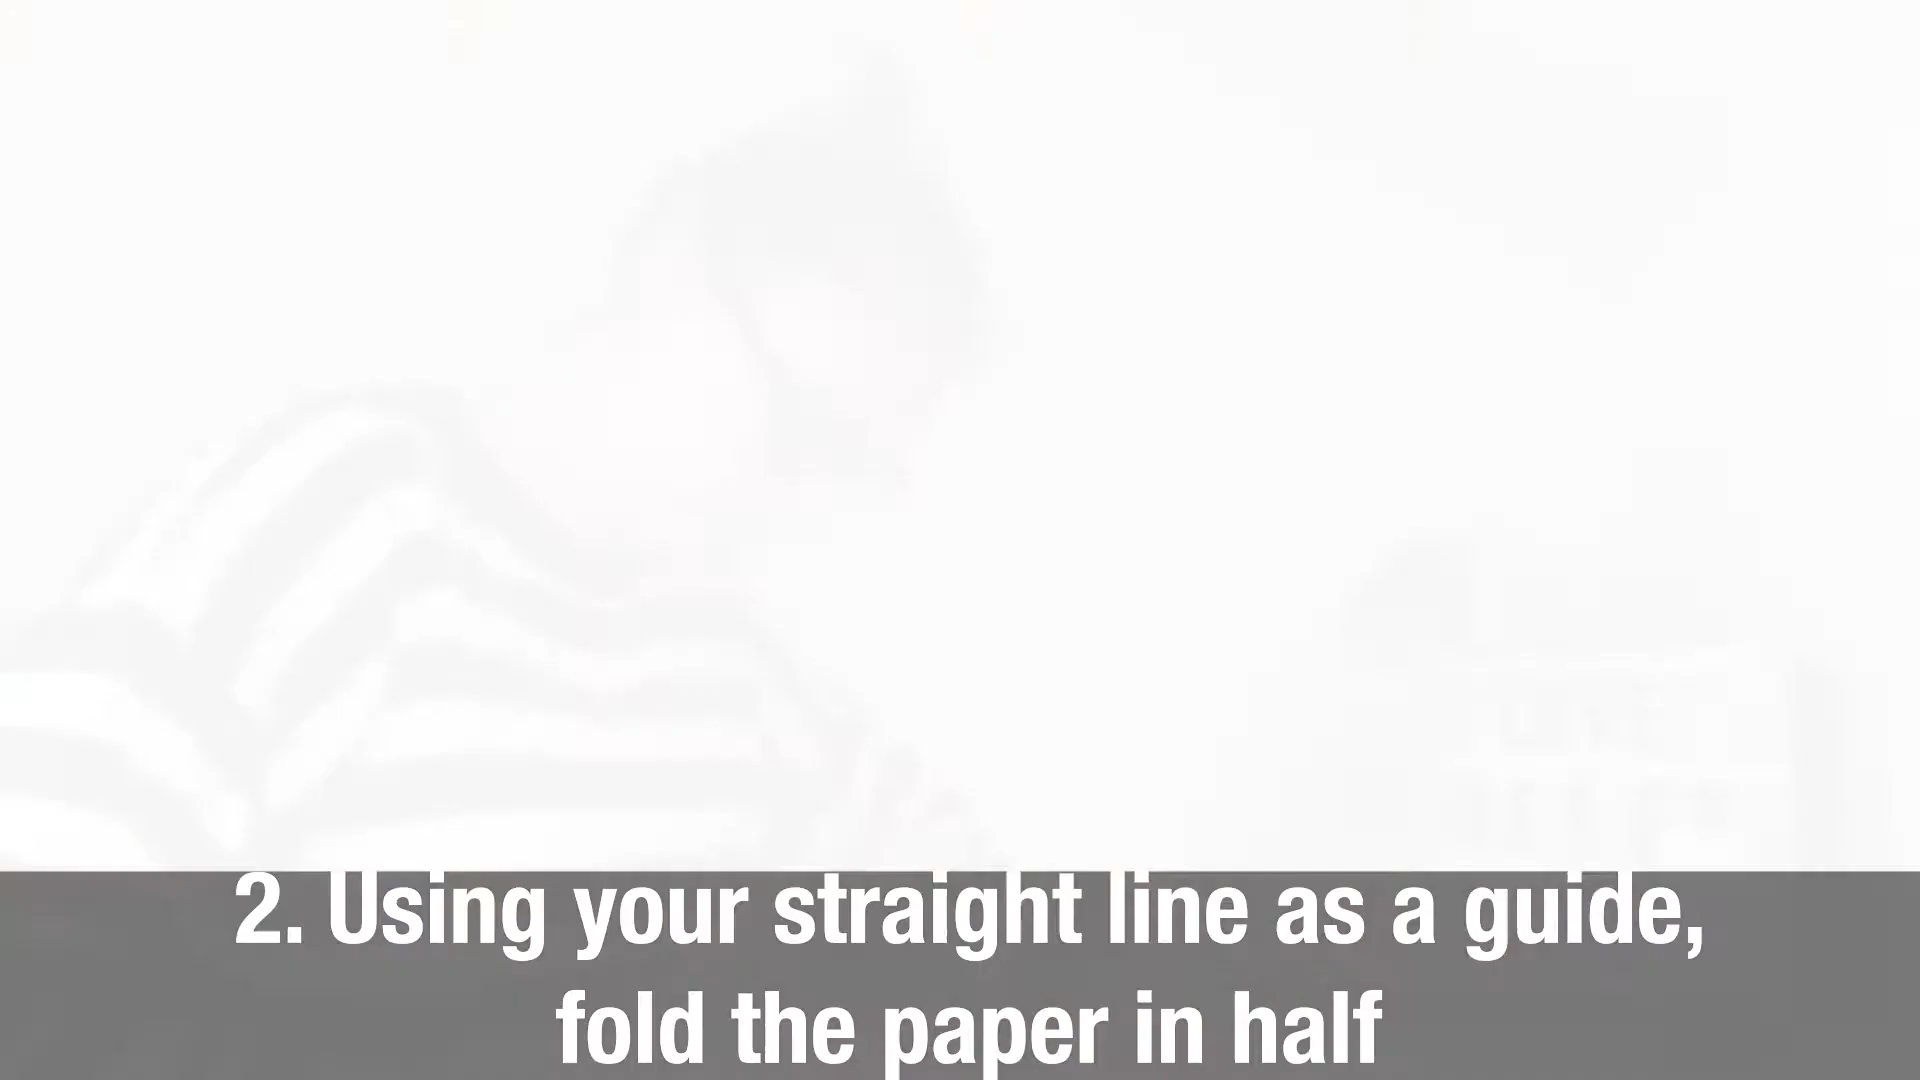 2. Using your straight line as a guide,
fold the paper in half